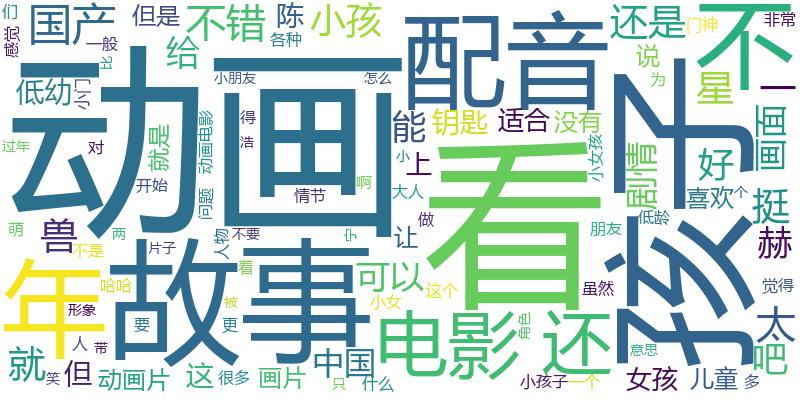 们
国产
但是
不错
陈
小孩
还是
门神
非常
不
感觉
一般
比
给
各种
配音
说
为
星
一
低幼
小门
小朋友
怎么
动画
能
钥匙
适合
没有
孩子
画面
过年
对
就是
动画电影
得
浩
上
看
小女孩
剧情
好
喜欢
个
挺
开始
问题
情节
啊
小
大人
低龄
萌
兽
两
故事
人物
不要
宁
让
做
朋友
赫
年
不是
片子
着
可以
这个
虽然
觉得
哈哈
形象
要
被
更
小女
电影
角色
还
太
就
笑
人
带
但
动画片
这
很多
画片
中国
只
什么
小孩子
一个
意思
女孩
儿童
多
吧